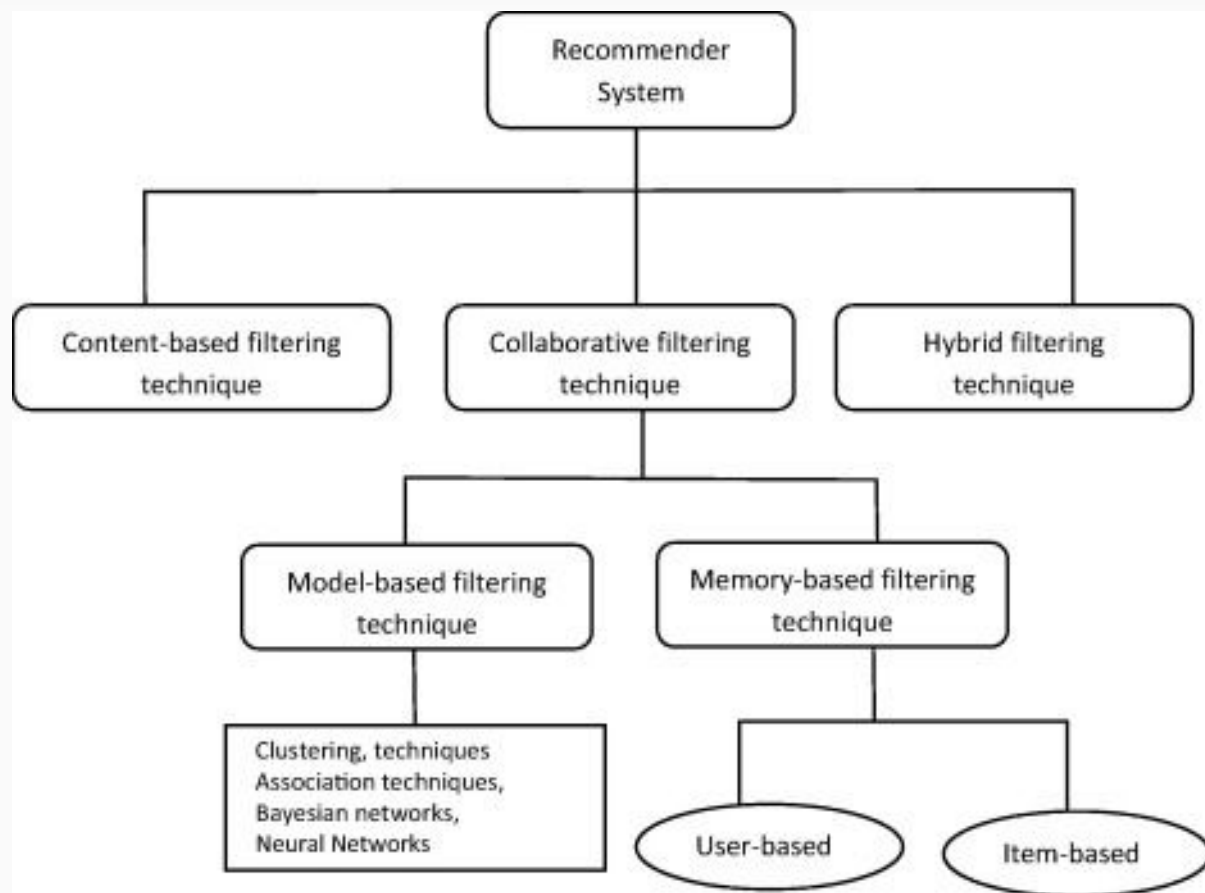 Recommender
System
Content-based filtering
technique
Collaborative filtering
technique
Hybrid filtering
technique
Model-based filtering
technique
Memory-based filtering
technique
Clustering, techniques
Association techniques,
Bayesian networks,
Neural Networks
User-based
Item-based